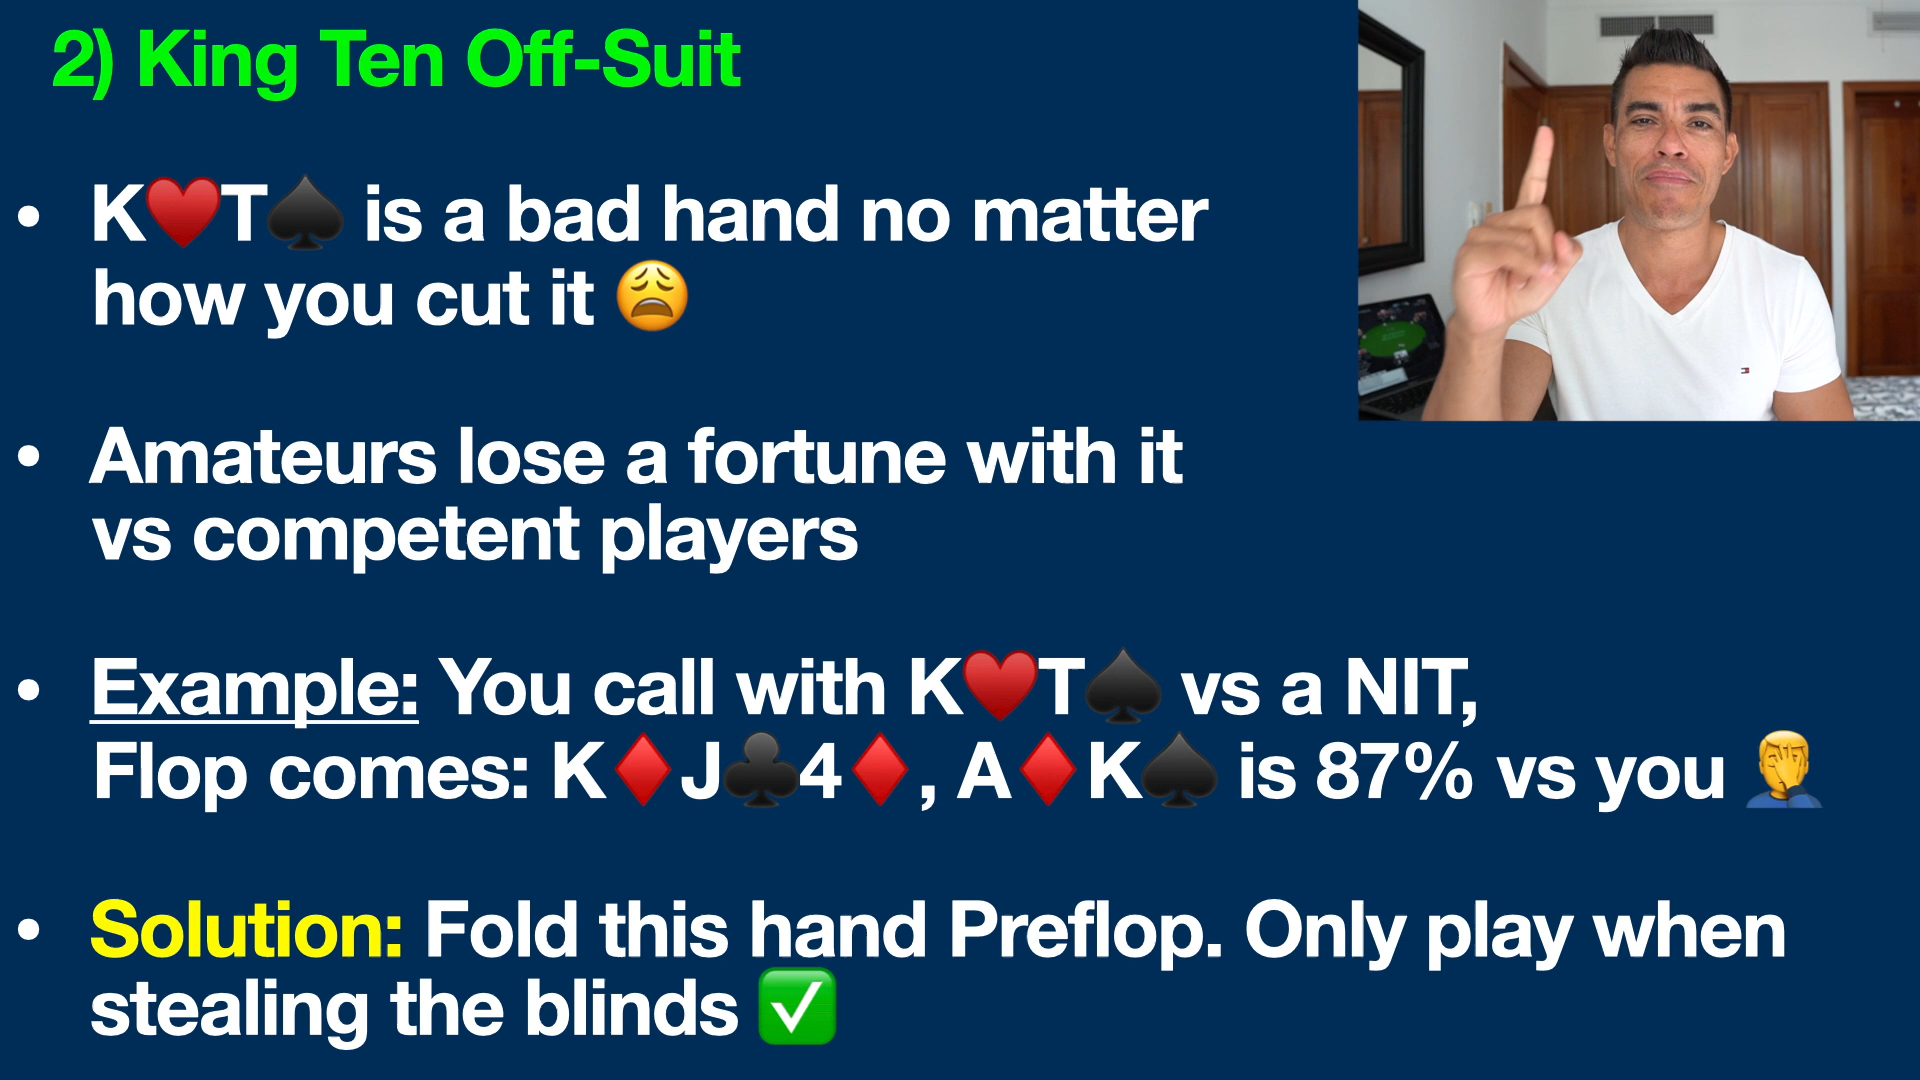 2) King Ten Off-Suit
• K♥️T♠️ is a bad hand no matter
how you cut it 😩
• Amateurs lose a fortune with it
vs competent players
• Example: You call with K♥️T♠️ vs a NIT,
Flop comes: K♦️J♣️4♦️, A♦️K♠️ is 87% vs you 🤦‍♂️
• Solution: Fold this hand Preflop. Only play when
stealing the blinds ✅